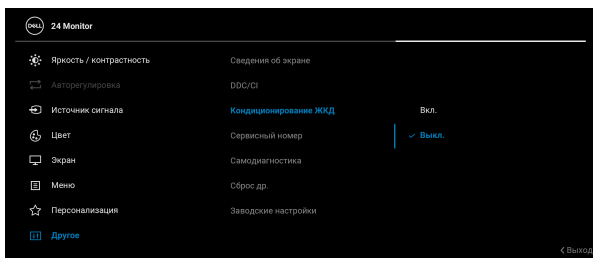 DELL 24 Monitor
Яркость / контрастность Сведения об экране
Авторегулировка DDC/CI
Источник сигнала Кондиционирование ЖКД Вкл.
Цвет Сервисный номер Выкл.
Экран Самодиагностика
Меню Сброс др.
Персонализация Заводские настройки
Другое
Выход